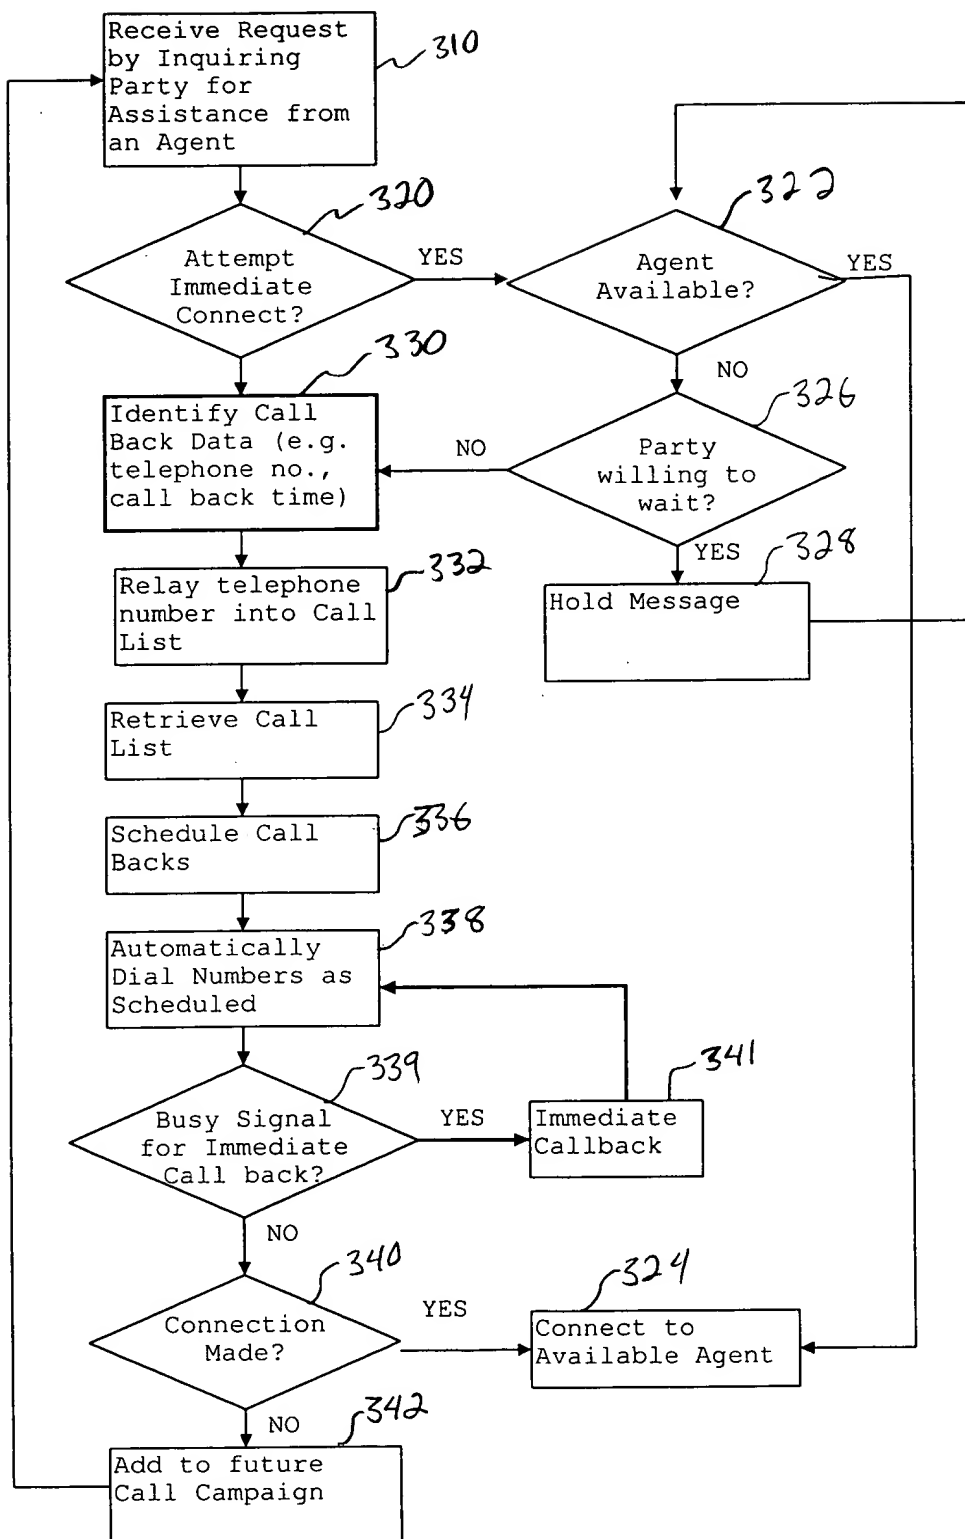 Receive Request
by Inquiring
Party for
Assistance from
an Agent
310
320
Attempt
Immediate
Connect?
YES
322
Agent
Available?
YES
NO
330
Identify Call
Back Data (e.g.
telephone no.,
call back time)
NO
326
Party
willing to
wait?
YES
328
Hold Message
332
Relay telephone
number into Call
List
334
Retrieve Call
List
336
Schedule Call
Backs
338
Automatically
Dial Numbers as
Scheduled
339
Busy Signal
for Immediate
Call back?
YES
341
Immediate
Callback
NO
340
Connection
Made?
YES
324
Connect to
Available Agent
NO
342
Add to future
Call Campaign